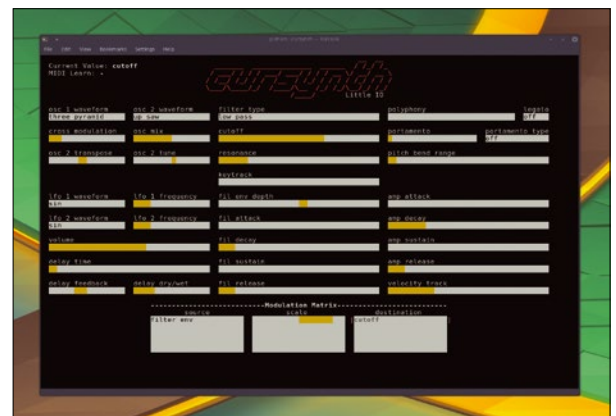 File Edit View Bookmarks Settings Help
Current Value: cutoff
MIDI Learn: -
cursynth
Little IO
osc 1 waveform osc 2 waveform filter type polyphony legato
three pyramid up saw low pass off
cross modulation osc mix cutoff portamento portamento type
off
osc 2 transpose osc 2 tune resonance pitch bend range
keytrack
lfo 1 waveform lfo 1 frequency fil env depth amp attack
sin
lfo 2 waveform lfo 2 frequency fil attack amp decay
sin
volume fil decay amp sustain
delay time fil sustain amp release
delay feedback delay dry/wet fil release velocity track
Modulation Matrix
source scale destination
filter env cutoff